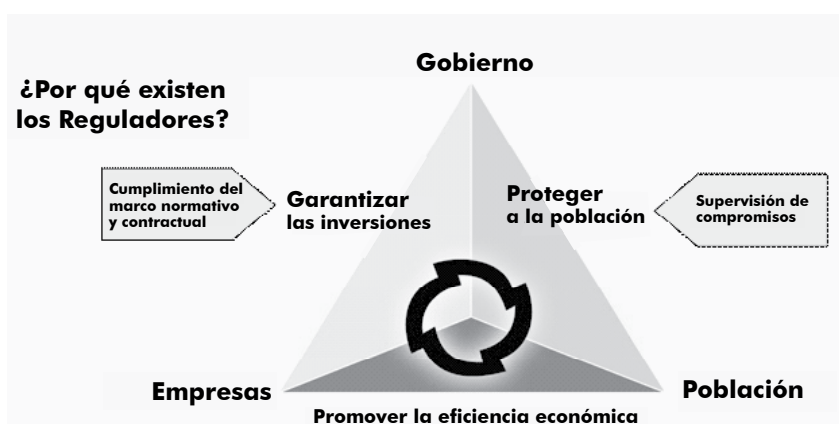 Gobierno
¿Por qué existen
los Reguladores?
Cumplimiento del
marco normativo
y contractual
Garantizar
las inversiones
Proteger
a la población
Supervisión de
compromisos
Empresas
Población
Promover la eficiencia económica